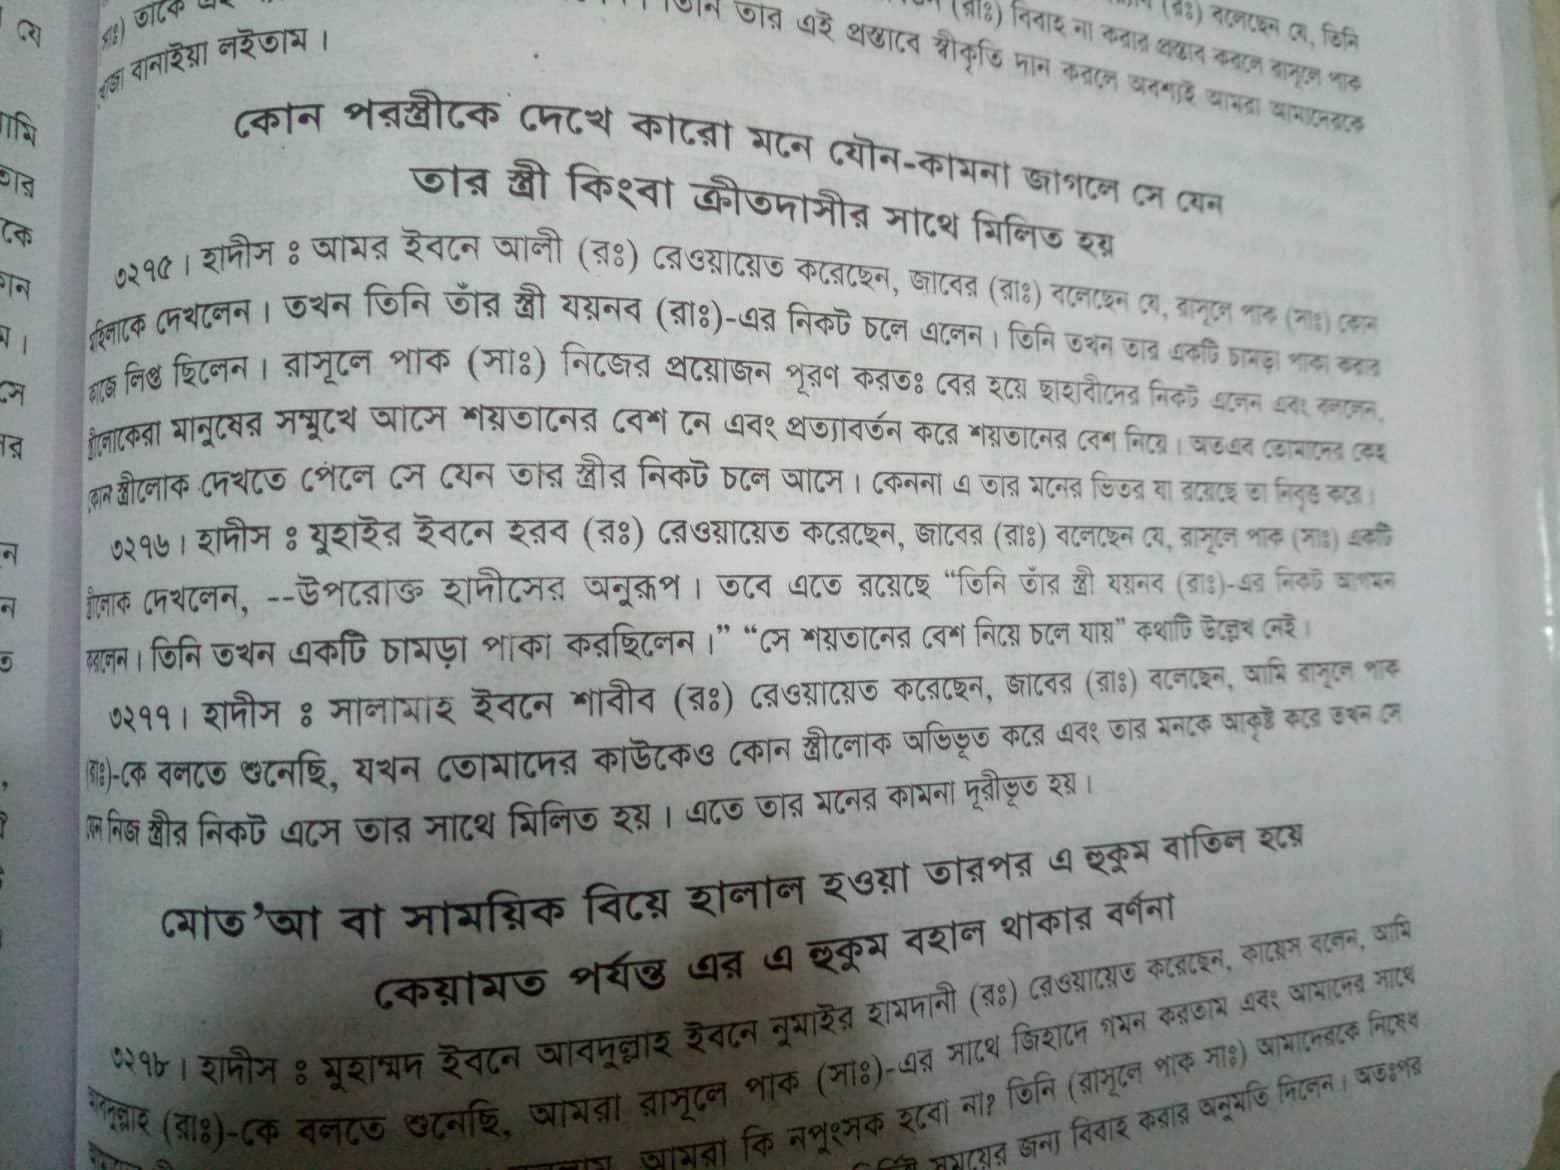 রাঃ) তাকে এই
(রাঃ) বিবাহ না করার প্রস্তাব করলে রাসূলে পাক
(রঃ) বলেছেন যে, তিনি
তিনি তার এই প্রস্তাবে স্বীকৃতি দান করলে অবশ্যই আমরা আমাদেরকে
বানাইয়া লইতাম।
কোন পরস্ত্রীকে দেখে কারো মনে যৌন-কামনা জাগলে সে যেন
তার স্ত্রী কিংবা ক্রীতদাসীর সাথে মিলিত হয়
৩২৭৫। হাদীস ঃ আমর ইবনে আলী (রঃ) রেওয়ায়েত করেছেন, জাবের (রাঃ) বলেছেন যে, রাসূলে পাক (সাঃ) কোন
মহিলাকে দেখলেন। তখন তিনি তাঁর স্ত্রী যয়নব (রাঃ)-এর নিকট চলে এলেন। তিনি তখন তার একটি চামড়া পাকা করার
কাজে লিপ্ত ছিলেন। রাসূলে পাক (সাঃ) নিজের প্রয়োজন পূরণ করতঃ বের হয়ে ছাহাবীদের নিকট এলেন এবং বললেন,
স্ত্রীলোকেরা মানুষের সম্মুখে আসে শয়তানের বেশ নে এবং প্রত্যাবর্তন করে শয়তানের বেশ নিয়ে। অতএব তোমাদের কেহ
কোন স্ত্রীলোক দেখতে পেলে সে যেন তার স্ত্রীর নিকট চলে আসে। কেননা এ তার মনের ভিতর যা রয়েছে তা নিবৃত্ত করে।
৩২৭৬। হাদীস ঃ যুহাইর ইবনে হরব (রঃ) রেওয়ায়েত করেছেন, জাবের (রাঃ) বলেছেন যে, রাসূলে পাক (সাঃ) একটি
স্ত্রীলোক দেখলেন, --উপরোক্ত হাদীসের অনুরূপ। তবে এতে রয়েছে “তিনি তাঁর স্ত্রী যয়নব (রাঃ)-এর নিকট আগমন
করলেন। তিনি তখন একটি চামড়া পাকা করছিলেন।” “সে শয়তানের বেশ নিয়ে চলে যায়” কথাটি উল্লেখ নেই।
৩২৭৭। হাদীস ঃ সালামাহ ইবনে শাবীব (রঃ) রেওয়ায়েত করেছেন, জাবের (রাঃ) বলেছেন, আমি রাসূলে পাক
(রাঃ)-কে বলতে শুনেছি, যখন তোমাদের কাউকেও কোন স্ত্রীলোক অভিভূত করে এবং তার মনকে আকৃষ্ট করে তখন সে
যেন নিজ স্ত্রীর নিকট এসে তার সাথে মিলিত হয়। এতে তার মনের কামনা দূরীভূত হয়।
মোত’আ বা সাময়িক বিয়ে হালাল হওয়া তারপর এ হুকুম বাতিল হয়ে
কেয়ামত পর্যন্ত এর এ হুকুম বহাল থাকার বর্ণনা
৩২৭৮। হাদীস ঃ মুহাম্মদ ইবনে আবদুল্লাহ ইবনে নুমাইর হামদানী (রঃ) রেওয়ায়েত করেছেন, কায়েস বলেন, আমি
আবদুল্লাহ (রাঃ)-কে বলতে শুনেছি, আমরা রাসূলে পাক (সাঃ)-এর সাথে জিহাদে গমন করতাম এবং আমাদের সাথে
আমরা কি নপুংসক হবো না? তিনি (রাসূলে পাক সাঃ) আমাদেরকে নিষেধ
সময়ের জন্য বিবাহ করার অনুমতি দিলেন। অতঃপর